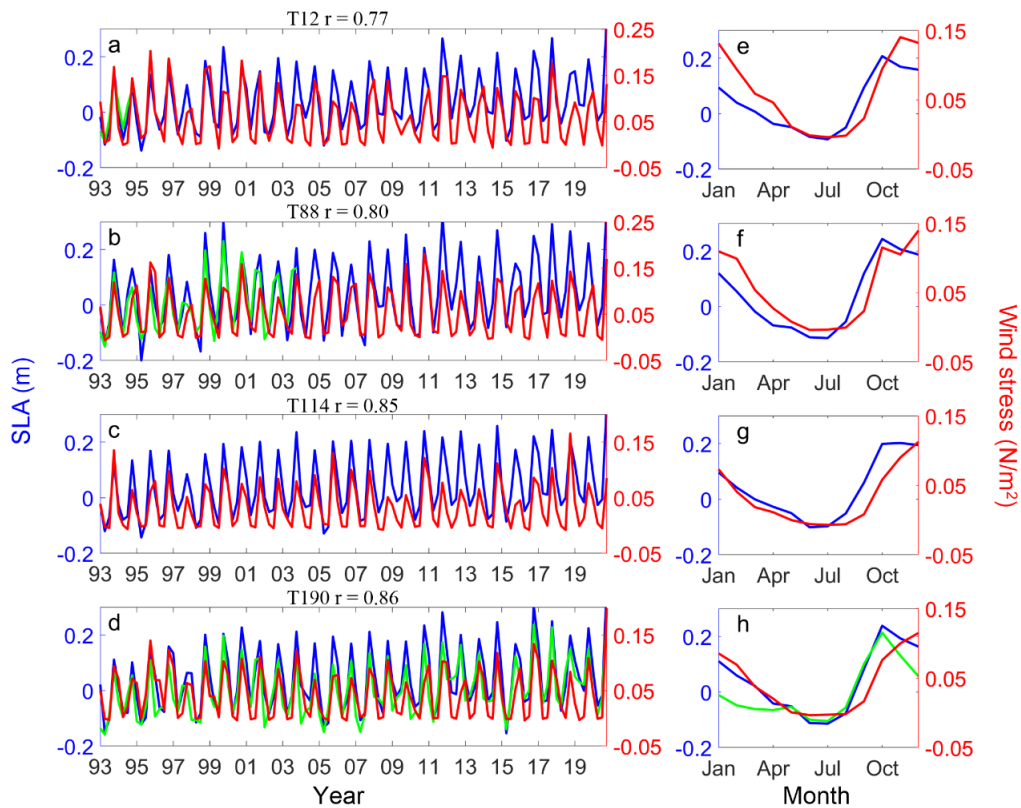 T12 r = 0.77
a
0.2
0
-0.2
0.25
0.15
0.05
-0.05
93 95 97 99 01 03 05 07 09 11 13 15 17 19
e
0.2
0
-0.2
0.15
0.05
-0.05
Jan Apr Jul Oct
T88 r = 0.80
b
0.2
0
-0.2
0.25
0.15
0.05
-0.05
93 95 97 99 01 03 05 07 09 11 13 15 17 19
f
0.2
0
-0.2
0.15
0.05
-0.05
Jan Apr Jul Oct
T114 r = 0.85
c
0.2
0
-0.2
0.15
0.05
-0.05
93 95 97 99 01 03 05 07 09 11 13 15 17 19
g
0.2
0
-0.2
0.15
0.05
-0.05
Jan Apr Jul Oct
T190 r = 0.86
d
0.2
0
-0.2
0.15
0.05
-0.05
93 95 97 99 01 03 05 07 09 11 13 15 17 19
h
0.2
0
-0.2
0.15
0.05
-0.05
Jan Apr Jul Oct
SLA (m)
Wind stress (N/m²)
Year
Month